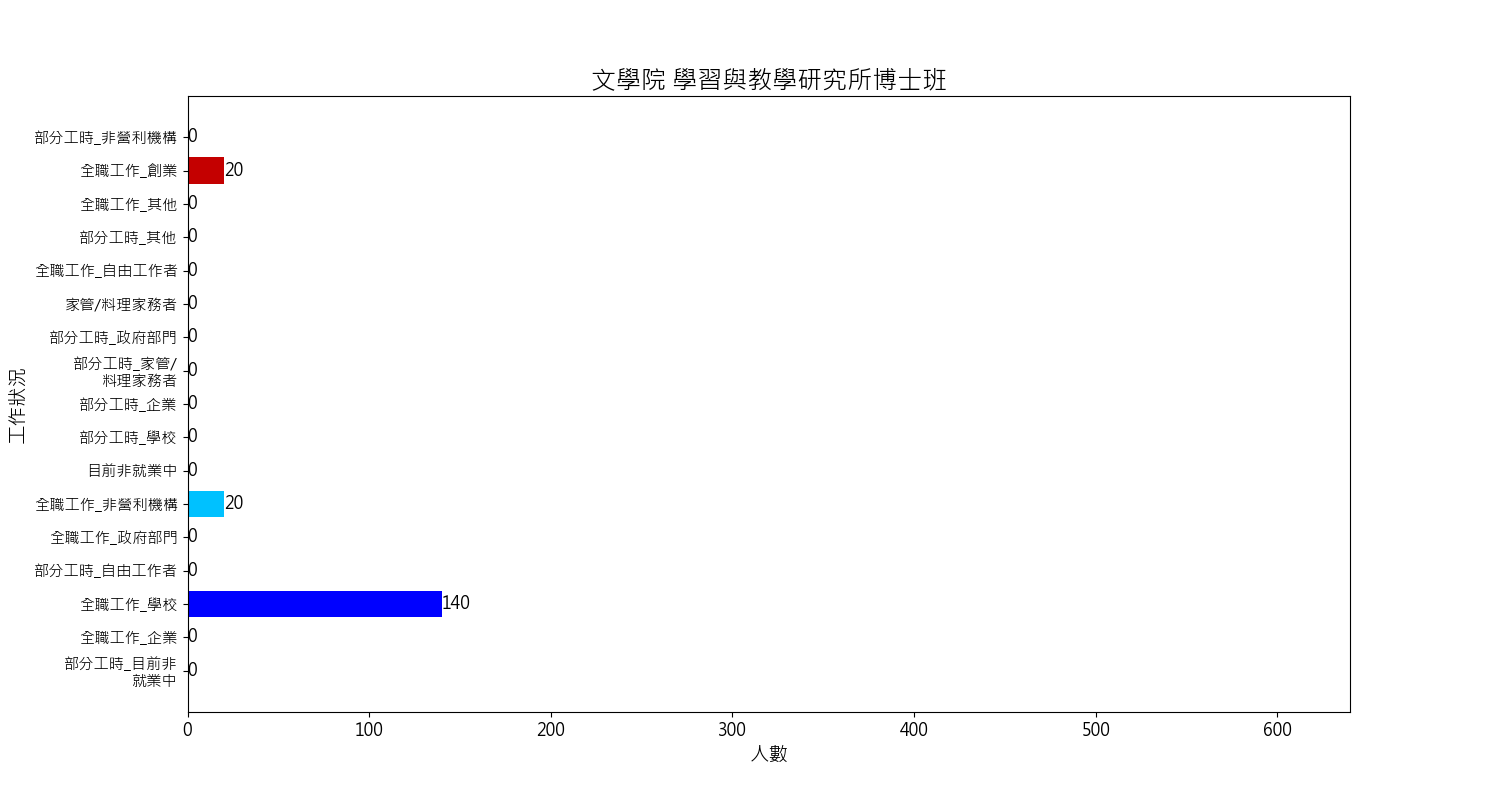 文學院 學習與教學研究所博士班
部分工時_非營利機構 0
全職工作_創業 20
全職工作_其他 0
部分工時_其他 0
全職工作_自由工作者 0
家管/料理家務者 0
部分工時_政府部門 0
部分工時_家管/
料理家務者 0
部分工時_企業 0
部分工時_學校 0
目前非就業中 0
全職工作_非營利機構 20
全職工作_政府部門 0
部分工時_自由工作者 0
全職工作_學校 140
全職工作_企業 0
部分工時_目前非
就業中 0
工作狀況
0 100 200 300 400 500 600
人數